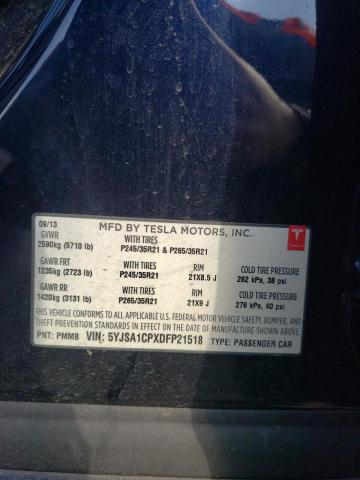 09/13
MFD BY TESLA MOTORS, INC.
GVWR WITH TIRES
2590kg (5710 lb) P245/35R21 & P265/35R21
GAWR FRT WITH TIRES RIM COLD TIRE PRESSURE
1235kg (2723 lb) P245/35R21 21X8.5 J 262 kPa, 38 psi
GAWR RR WITH TIRES RIM COLD TIRE PRESSURE
1420kg (3131 lb) P265/35R21 21X9 J 276 kPa, 40 psi
THIS VEHICLE CONFORMS TO ALL APPLICABLE U.S. FEDERAL MOTOR VEHICLE SAFETY, BUMPER, AND
THEFT PREVENTION STANDARDS IN EFFECT ON THE DATE OF MANUFACTURE SHOWN ABOVE.
PNT: PMMB VIN: 5YJSA1CPXDFP21518 TYPE: PASSENGER CAR